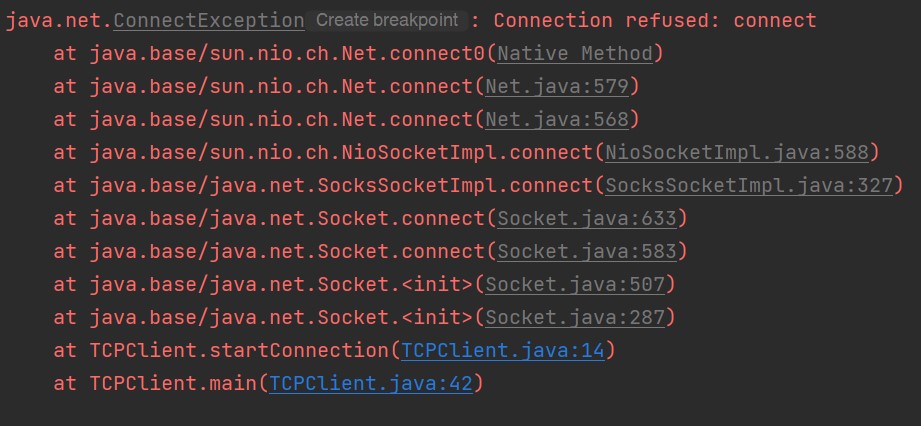 java.net.ConnectException Create breakpoint : Connection refused: connect
at java.base/sun.nio.ch.Net.connect0(Native Method)
at java.base/sun.nio.ch.Net.connect(Net.java:579)
at java.base/sun.nio.ch.Net.connect(Net.java:568)
at java.base/sun.nio.ch.NioSocketImpl.connect(NioSocketImpl.java:588)
at java.base/java.net.SocksSocketImpl.connect(SocksSocketImpl.java:327)
at java.base/java.net.Socket.connect(Socket.java:633)
at java.base/java.net.Socket.connect(Socket.java:583)
at java.base/java.net.Socket.<init>(Socket.java:507)
at java.base/java.net.Socket.<init>(Socket.java:287)
at TCPClient.startConnection(TCPClient.java:14)
at TCPClient.main(TCPClient.java:42)